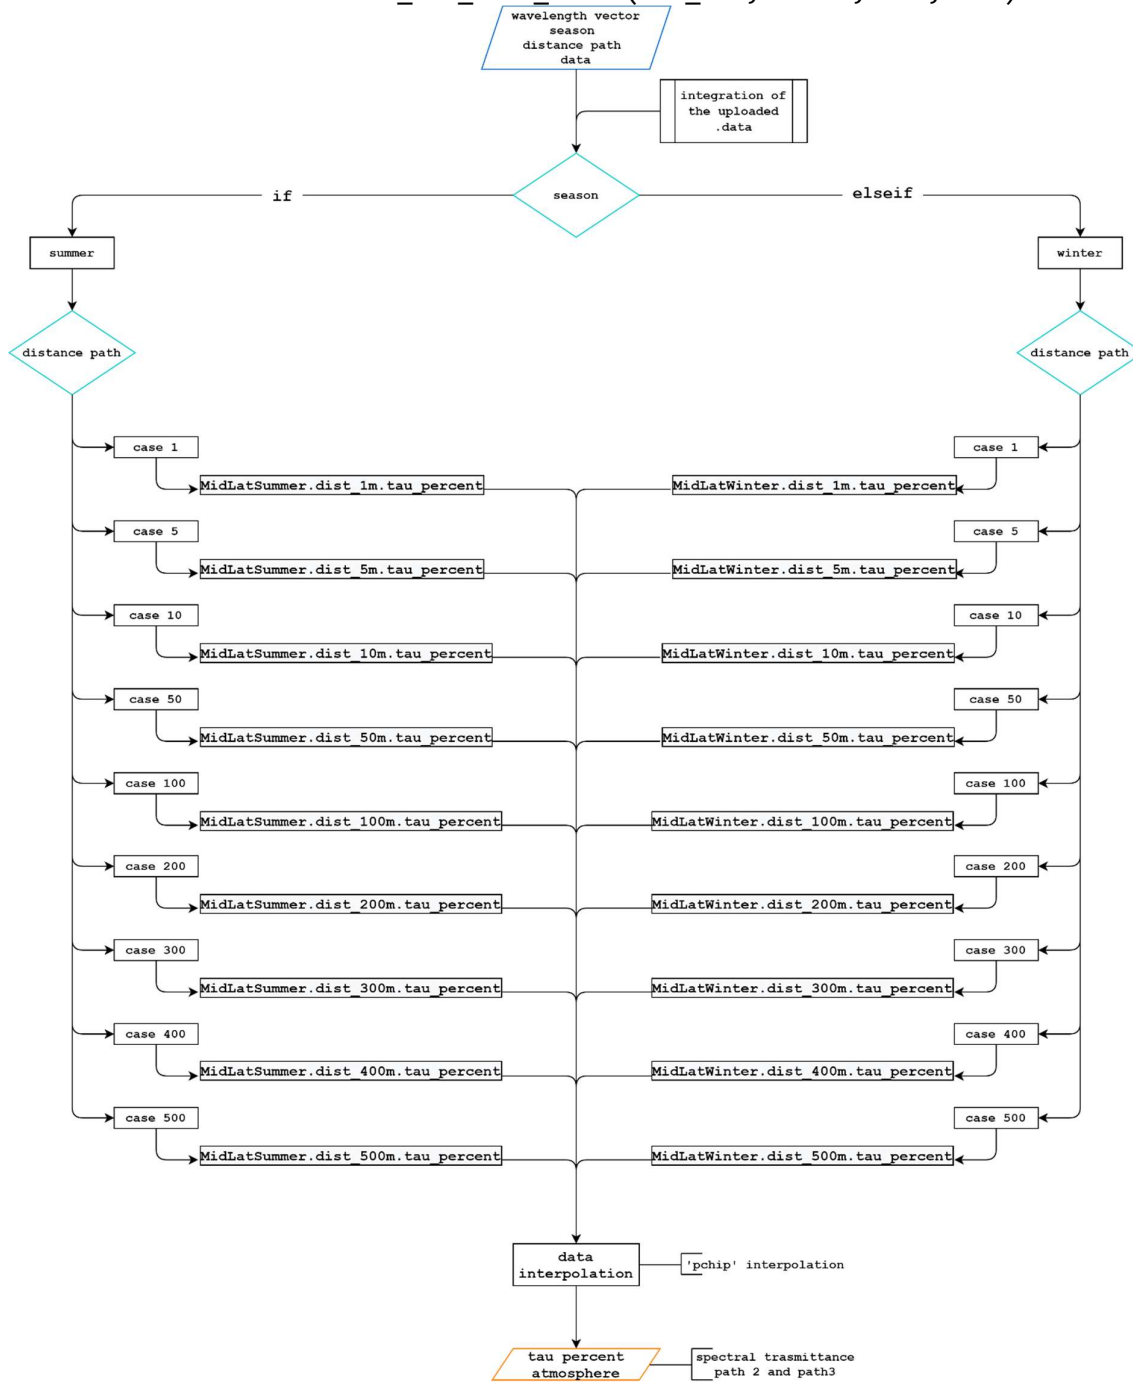 wavelength vector
season
distance path
data
integration of
the uploaded
.data
season
if
elseif
summer
winter
distance path
distance path
case 1
case 1
MidLatSummer.dist_1m.tau_percent
MidLatWinter.dist_1m.tau_percent
case 5
case 5
MidLatSummer.dist_5m.tau_percent
MidLatWinter.dist_5m.tau_percent
case 10
case 10
MidLatSummer.dist_10m.tau_percent
MidLatWinter.dist_10m.tau_percent
case 50
case 50
MidLatSummer.dist_50m.tau_percent
MidLatWinter.dist_50m.tau_percent
case 100
case 100
MidLatSummer.dist_100m.tau_percent
MidLatWinter.dist_100m.tau_percent
case 200
case 200
MidLatSummer.dist_200m.tau_percent
MidLatWinter.dist_200m.tau_percent
case 300
case 300
MidLatSummer.dist_300m.tau_percent
MidLatWinter.dist_300m.tau_percent
case 400
case 400
MidLatSummer.dist_400m.tau_percent
MidLatWinter.dist_400m.tau_percent
case 500
case 500
MidLatSummer.dist_500m.tau_percent
MidLatWinter.dist_500m.tau_percent
data
interpolation
'pchip' interpolation
tau percent
atmosphere
spectral trasmittance
path 2 and path3